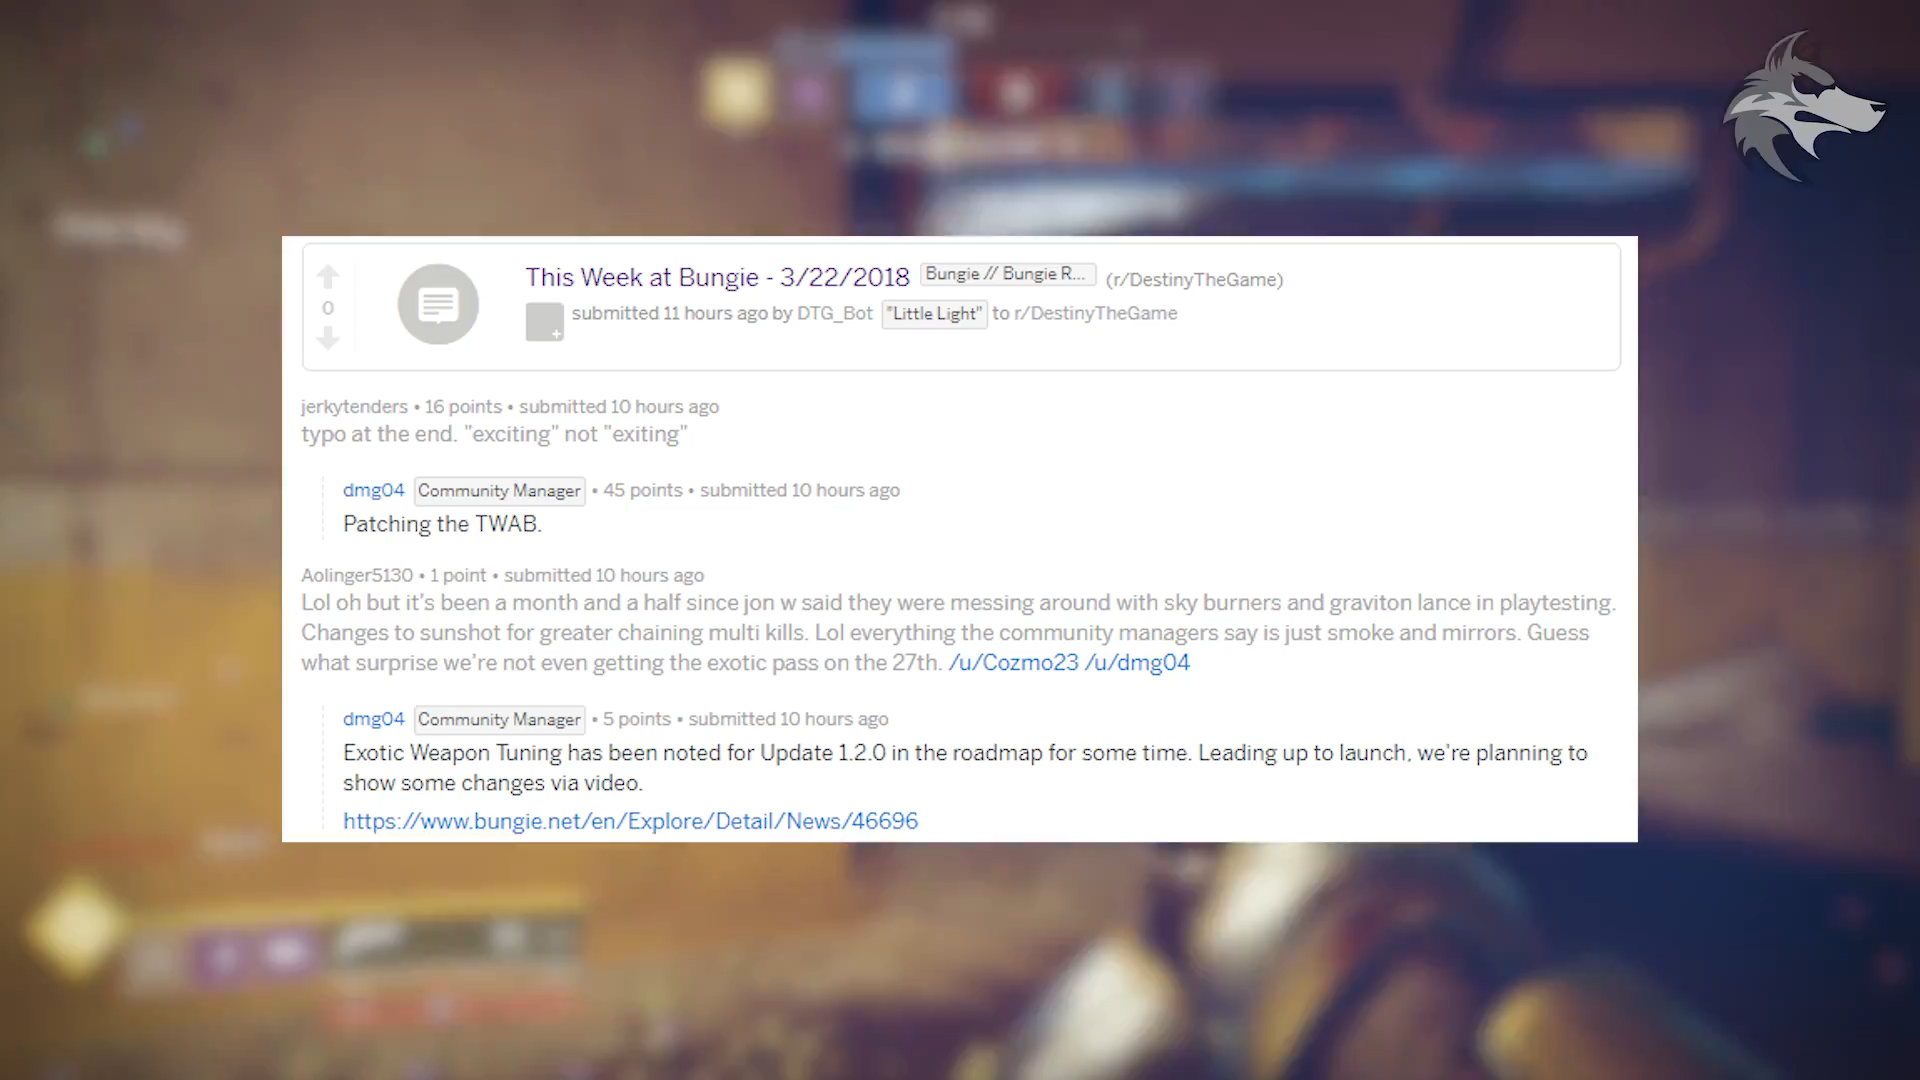 This Week at Bungie - 3/22/2018 Bungie // Bungie R... (r/DestinyTheGame)
0
submitted 11 hours ago by DTG_Bot "Little Light" to r/DestinyTheGame
jerkytenders • 16 points • submitted 10 hours ago
typo at the end. "exciting" not "exiting"
dmg04 Community Manager • 45 points • submitted 10 hours ago
Patching the TWAB.
Aolinger5130 • 1 point • submitted 10 hours ago
Lol oh but it's been a month and a half since jon w said they were messing around with sky burners and graviton lance in playtesting.
Changes to sunshot for greater chaining multi kills. Lol everything the community managers say is just smoke and mirrors. Guess
what surprise we're not even getting the exotic pass on the 27th. /u/Cozmo23 /u/dmg04
dmg04 Community Manager • 5 points • submitted 10 hours ago
Exotic Weapon Tuning has been noted for Update 1.2.0 in the roadmap for some time. Leading up to launch, we're planning to
show some changes via video.
https://www.bungie.net/en/Explore/Detail/News/46696